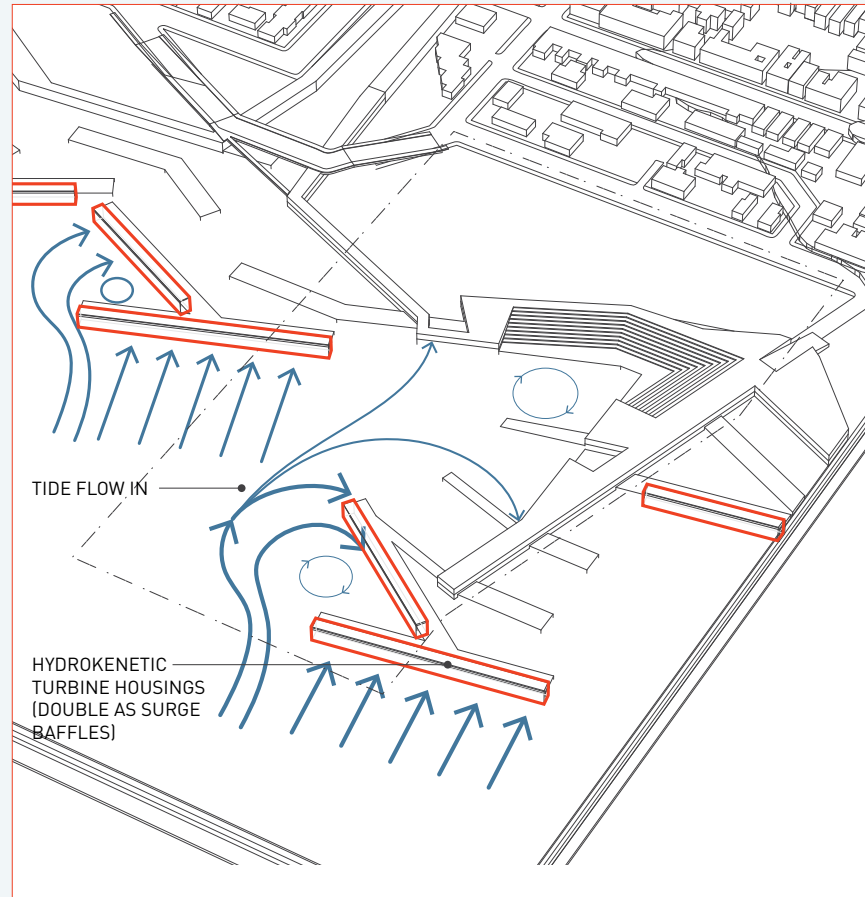 TIDE FLOW IN
HYDROKENETIC
TURBINE HOUSINGS
(DOUBLE AS SURGE
BAFFLES)